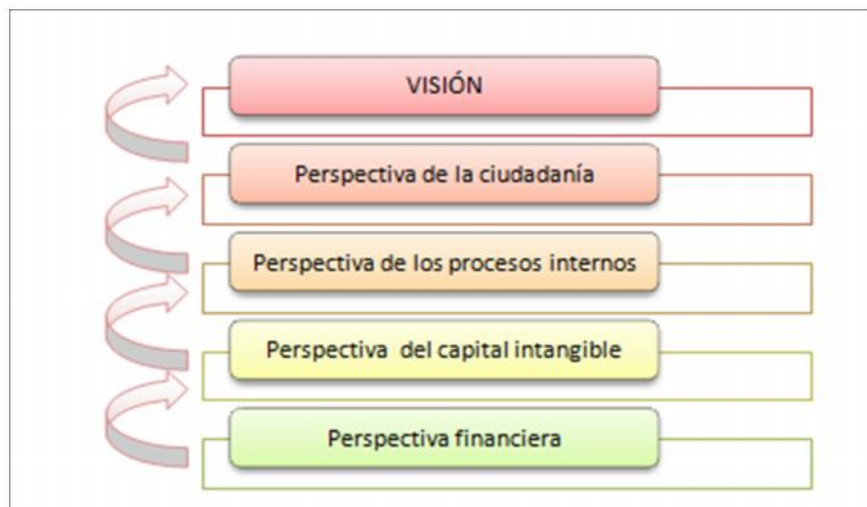 VISIÓN
Perspectiva de la ciudadanía
Perspectiva de los procesos internos
Perspectiva del capital intangible
Perspectiva financiera